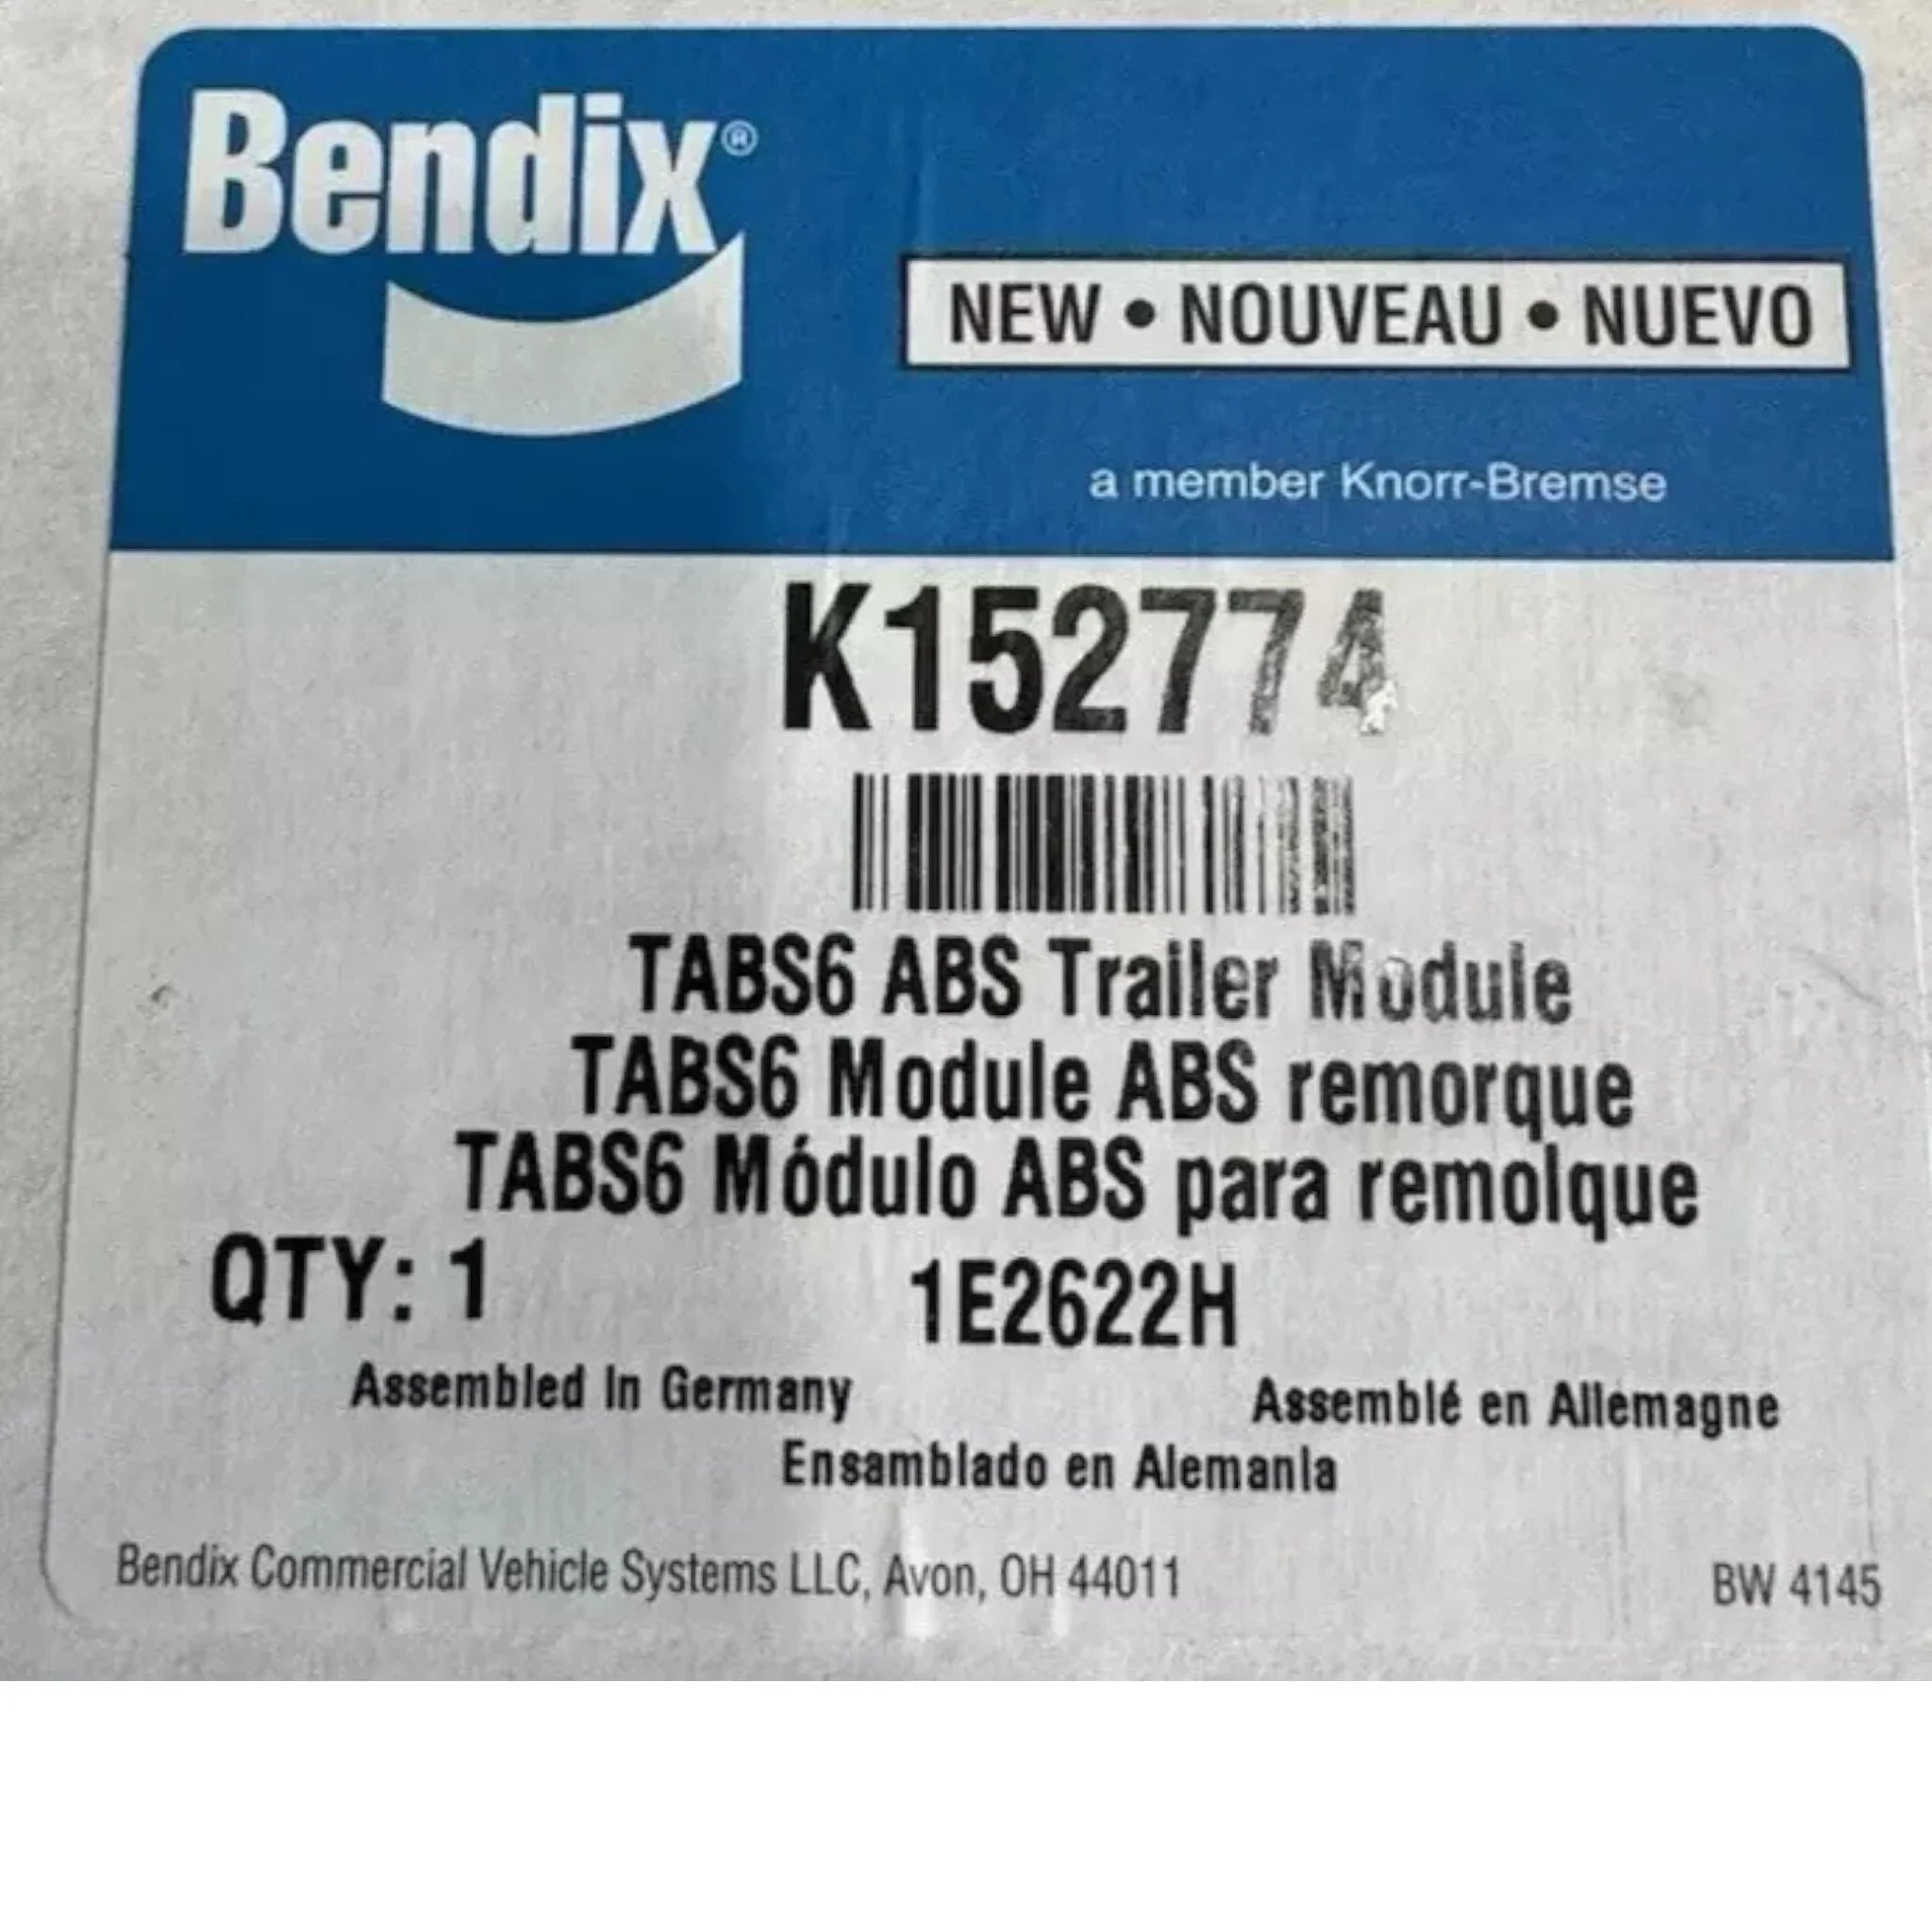 Bendix®
NEW • NOUVEAU • NUEVO
a member Knorr-Bremse
K152774
TABS6 ABS Trailer Module
TABS6 Module ABS remorque
TABS6 Módulo ABS para remolque
QTY: 1 1E2622H
Assembled In Germany Assemblé en Allemagne
Ensamblado en Alemania
Bendix Commercial Vehicle Systems LLC, Avon, OH 44011 BW 4145